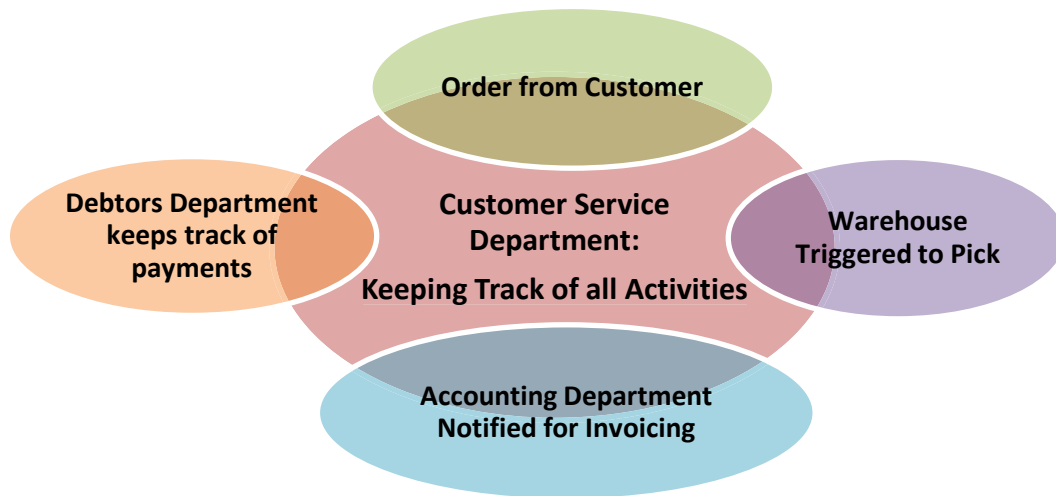 Order from Customer
Debtors Department
keeps track of
payments
Customer Service
Department:
Keeping Track of all Activities
Warehouse
Triggered to Pick
Accounting Department
Notified for Invoicing